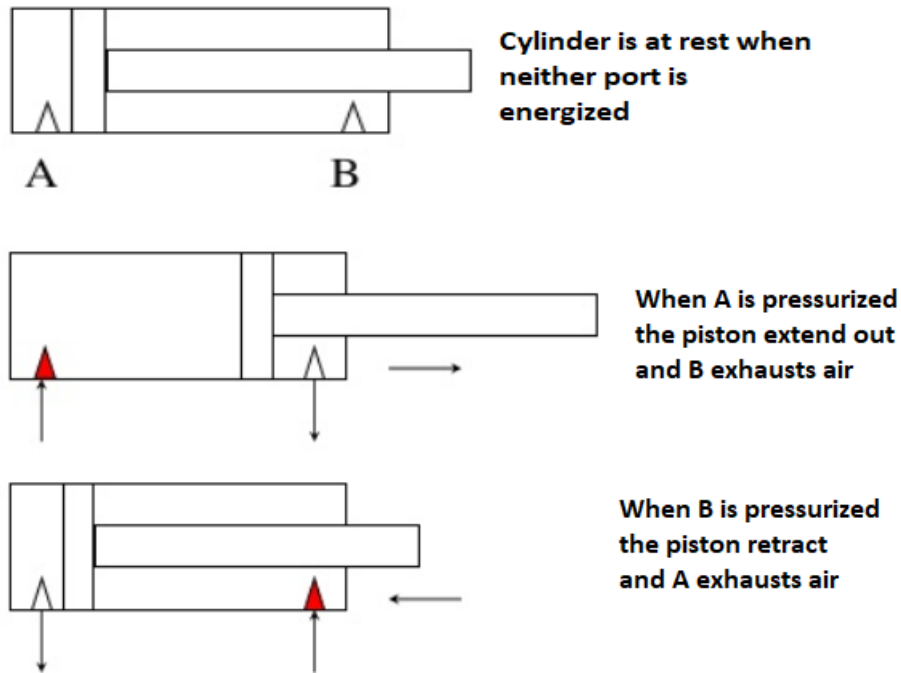 Cylinder is at rest when
neither port is
energized
A
B
When A is pressurized
the piston extend out
and B exhausts air
When B is pressurized
the piston retract
and A exhausts air